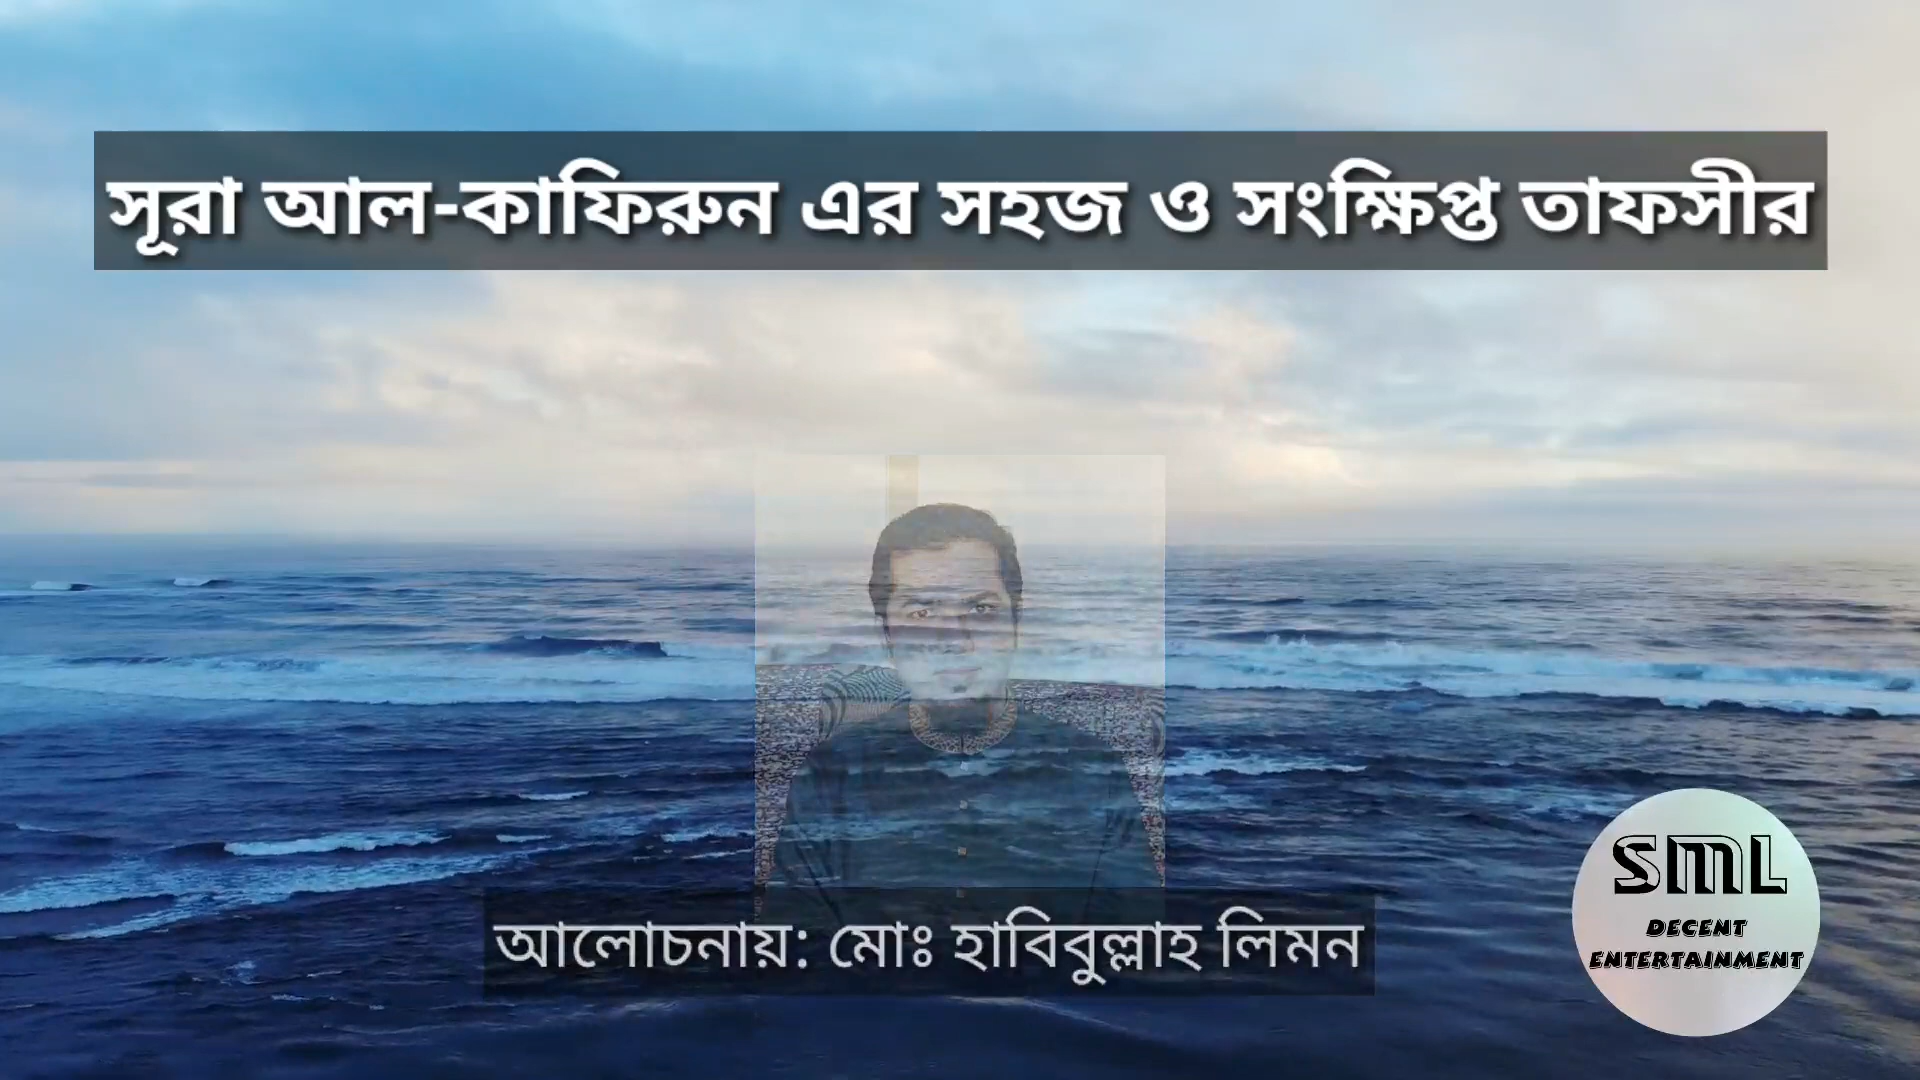 সূরা আল-কাফিরুন এর সহজ ও সংক্ষিপ্ত তাফসীর
আলোচনায়: মোঃ হাবিবুল্লাহ লিমন
SML
DECENT
ENTERTAINMENT